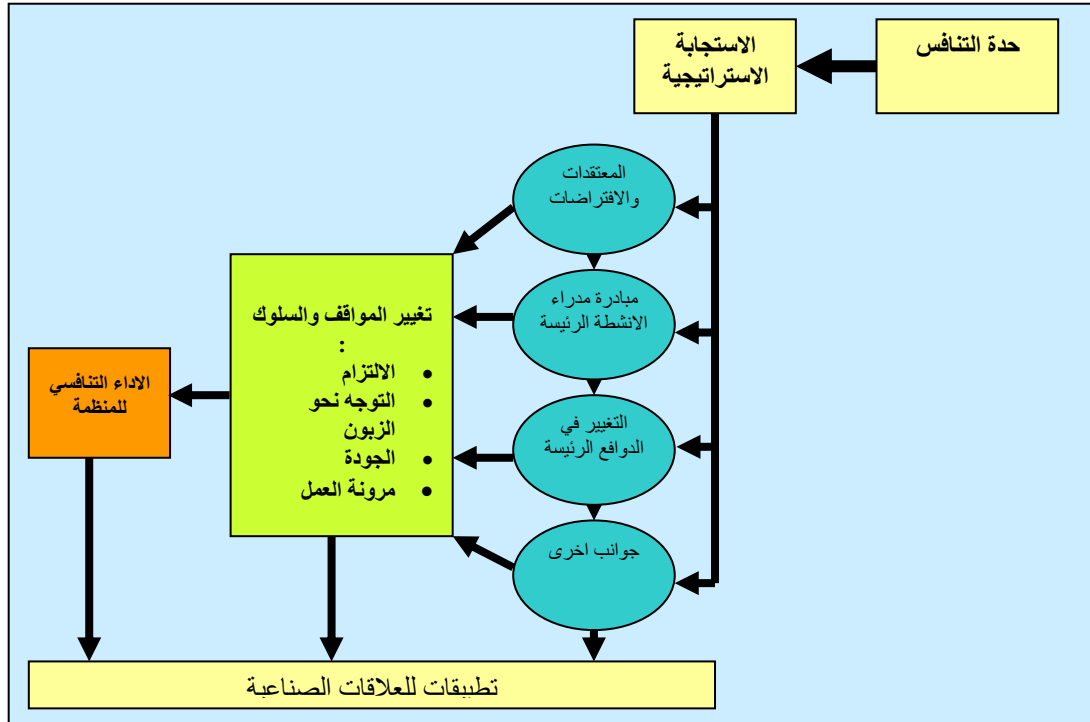 حدة التنافس
الاستجابة
الاستراتيجية
المعتقدات
والافتراضات
مبادرة مدراء
الانشطة الرئيسة
التغيير في
الدوافع الرئيسة
جوانب اخرى
تغيير المواقف والسلوك
:
• الالتزام
• التوجه نحو
الزبون
• الجودة
• مرونة العمل
الاداء التنافسي
للمنظمة
تطبيقات للعلاقات الصناعية